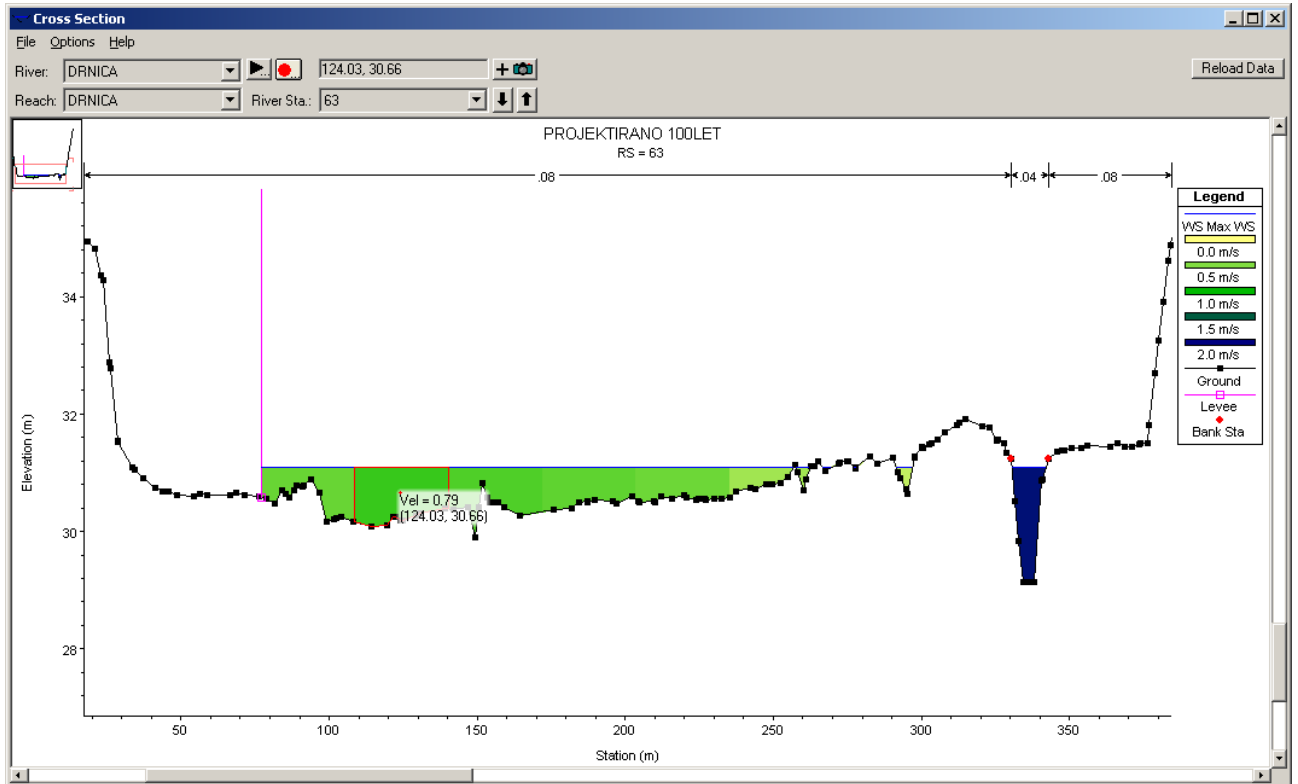 Cross Section
File Options Help
River: DRNICA 124.03, 30.66 Reload Data
Reach: DRNICA River Sta.: 63
PROJEKTIRANO 100LET
RS = 63
.08 .04 .08
Legend
WS Max WS
0.0 m/s
0.5 m/s
1.0 m/s
1.5 m/s
2.0 m/s
Ground
Levee
Bank Sta
34
32
30
28
Elevation (m)
Vel = 0.79
(124.03, 30.66)
50 100 150 200 250 300 350
Station (m)